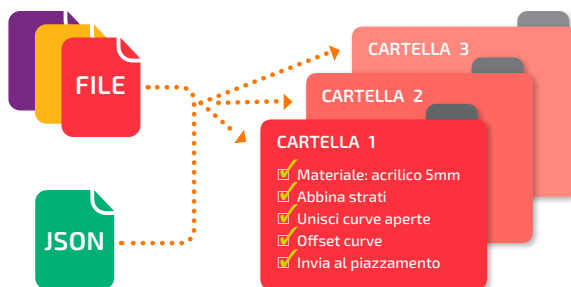 FILE
JSON
CARTELLA 3
CARTELLA 2
CARTELLA 1
Materiale: acrilico 5mm
Abbina strati
Unisci curve aperte
Offset curve
Invia al piazzamento